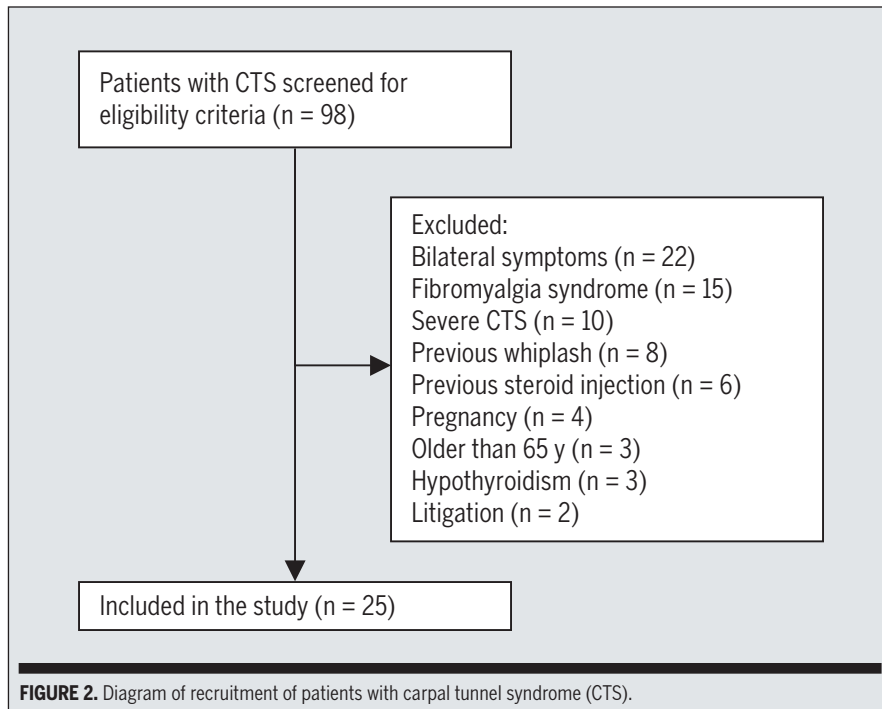 Patients with CTS screened for
eligibility criteria (n = 98)
Excluded:
Bilateral symptoms (n = 22)
Fibromyalgia syndrome (n = 15)
Severe CTS (n = 10)
Previous whiplash (n = 8)
Previous steroid injection (n = 6)
Pregnancy (n = 4)
Older than 65 y (n = 3)
Hypothyroidism (n = 3)
Litigation (n = 2)
Included in the study (n = 25)
FIGURE 2. Diagram of recruitment of patients with carpal tunnel syndrome (CTS).